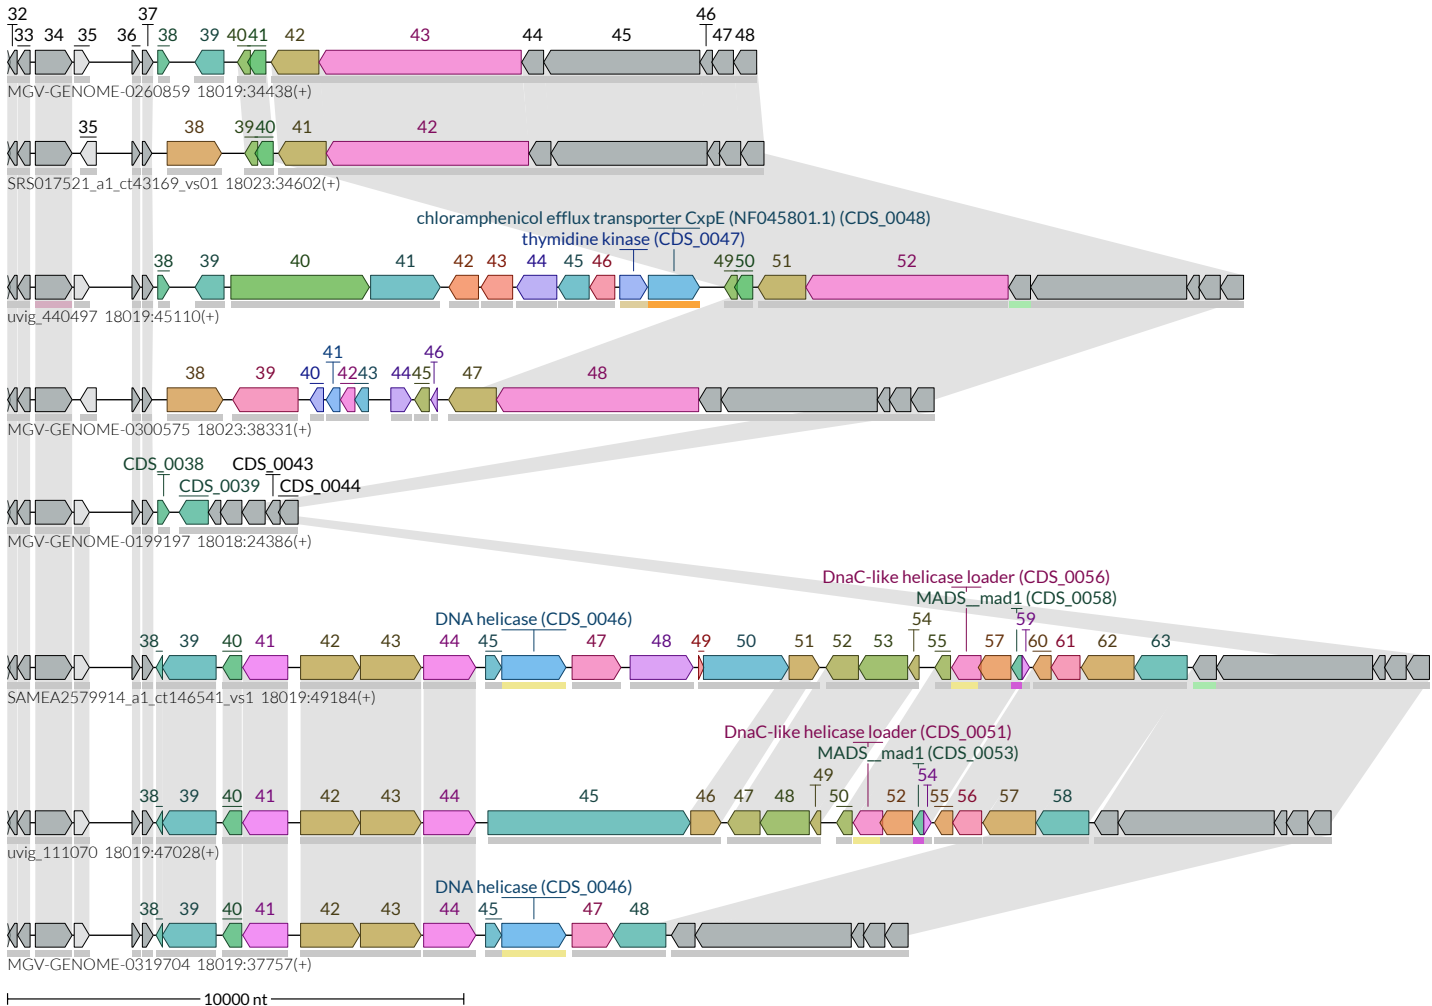 32 37 46
33 34 35 36 38 39 40 41 42 43 44 45 47 48
MGV-GENOME-0260859 18019:34438(+)
35 38 39 40 41 42
SRS017521_a1_ct43169_vs01 18023:34602(+)
chloramphenicol efflux transporter CxpE (NF045801.1) (CDS_0048)
thymidine kinase (CDS_0047)
38 39 40 41 42 43 44 45 46 49 50 51 52
uvig_440497 18019:45110(+)
41 46
38 39 40 42 43 44 45 47 48
MGV-GENOME-0300575 18023:38331(+)
CDS_0038 CDS_0043
CDS_0039 CDS_0044
MGV-GENOME-0199197 18018:24386(+)
DnaC-like helicase loader (CDS_0056)
MADS__mad1 (CDS_0058)
DNA helicase (CDS_0046) 54 59
38 39 40 41 42 43 44 45 47 48 49 50 51 52 53 55 57 60 61 62 63
SAMEA2579914_a1_ct146541_vs1 18019:49184(+)
DnaC-like helicase loader (CDS_0051)
MADS__mad1 (CDS_0053)
49 54
38 39 40 41 42 43 44 45 46 47 48 50 52 55 56 57 58
uvig_111070 18019:47028(+)
DNA helicase (CDS_0046)
38 39 40 41 42 43 44 45 47 48
MGV-GENOME-0319704 18019:37757(+)
10000 nt